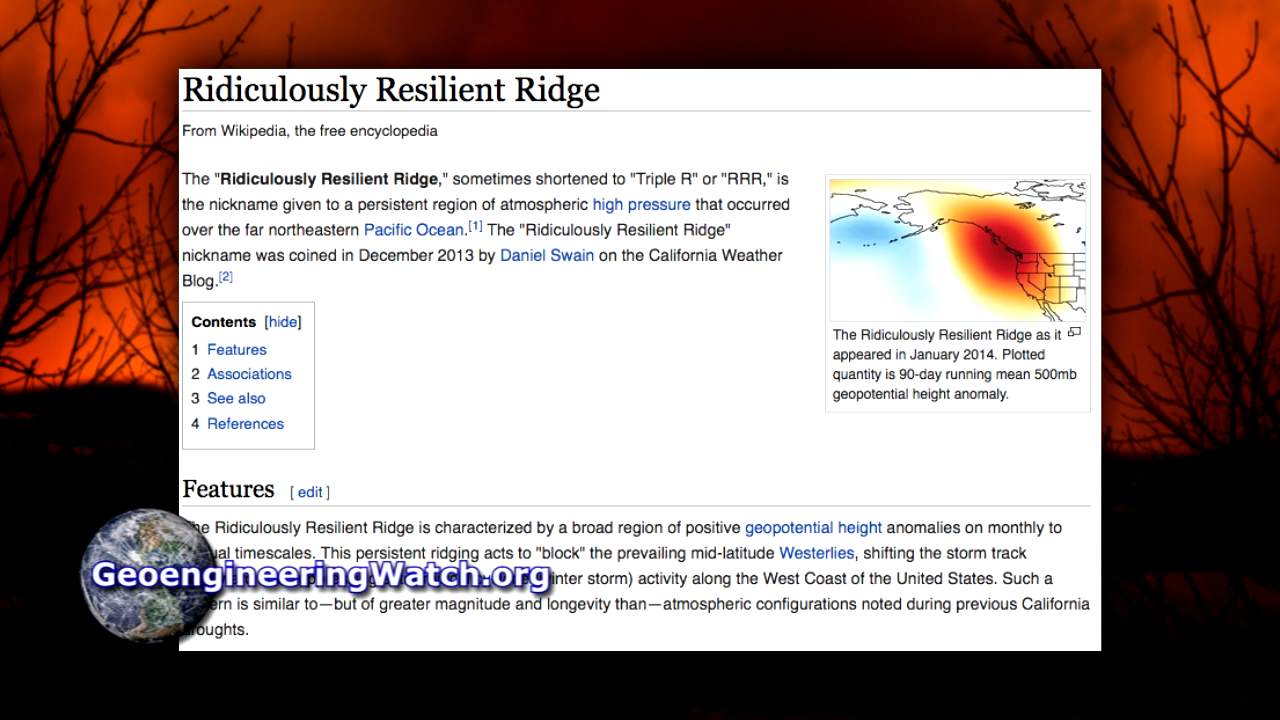 Ridiculously Resilient Ridge
From Wikipedia, the free encyclopedia
The "Ridiculously Resilient Ridge," sometimes shortened to "Triple R" or "RRR," is
the nickname given to a persistent region of atmospheric high pressure that occurred
over the far northeastern Pacific Ocean.[1] The "Ridiculously Resilient Ridge"
nickname was coined in December 2013 by Daniel Swain on the California Weather
Blog.[2]
The Ridiculously Resilient Ridge as it
appeared in January 2014. Plotted
quantity is 90-day running mean 500mb
geopotential height anomaly.
Contents [hide]
1 Features
2 Associations
3 See also
4 References
Features [ edit ]
Ridiculously Resilient Ridge is characterized by a broad region of positive geopotential height anomalies on monthly to
timescales. This persistent ridging acts to "block" the prevailing mid-latitude Westerlies, shifting the storm track
storm) activity along the West Coast of the United States. Such a
is similar to—but of greater magnitude and longevity than—atmospheric configurations noted during previous California
GeoengineeringWatch.org